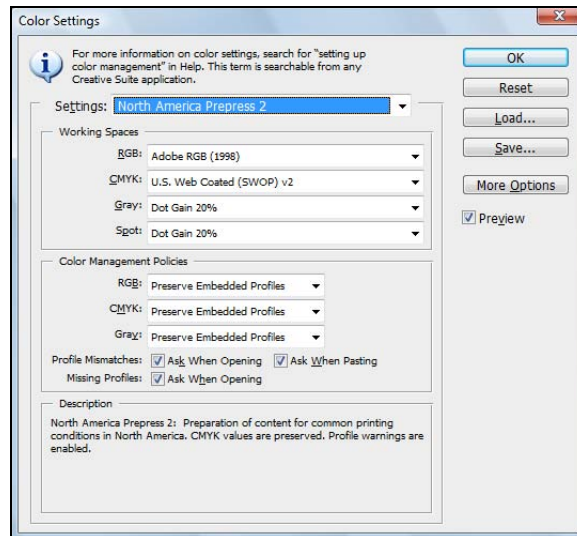 Color Settings
For more information on color settings, search for "setting up
color management" in Help. This term is searchable from any
Creative Suite application.
Settings: North America Prepress 2
Working Spaces
RGB: Adobe RGB (1998)
CMYK: U.S. Web Coated (SWOP) v2
Gray: Dot Gain 20%
Spot: Dot Gain 20%
Color Management Policies
RGB: Preserve Embedded Profiles
CMYK: Preserve Embedded Profiles
Gray: Preserve Embedded Profiles
Profile Mismatches: Ask When Opening Ask When Pasting
Missing Profiles: Ask When Opening
Description
North America Prepress 2: Preparation of content for common printing
conditions in North America. CMYK values are preserved. Profile warnings are
enabled.
OK
Reset
Load...
Save...
More Options
Preview